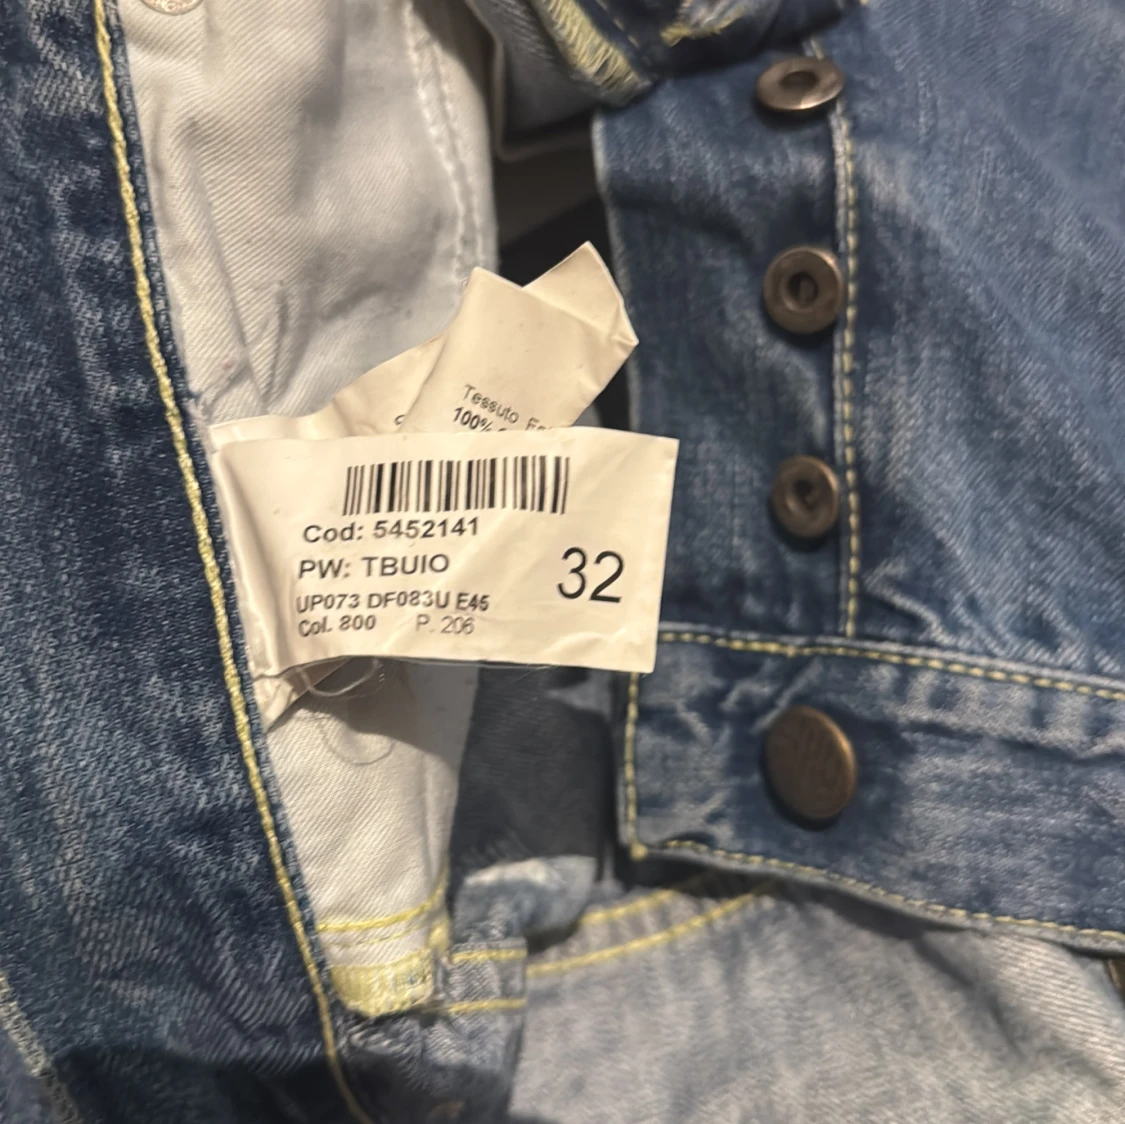 Tessuto
100%
Cod: 5452141
PW: TBUIO
32
UP073 DF083U E45
Col. 800 P. 206